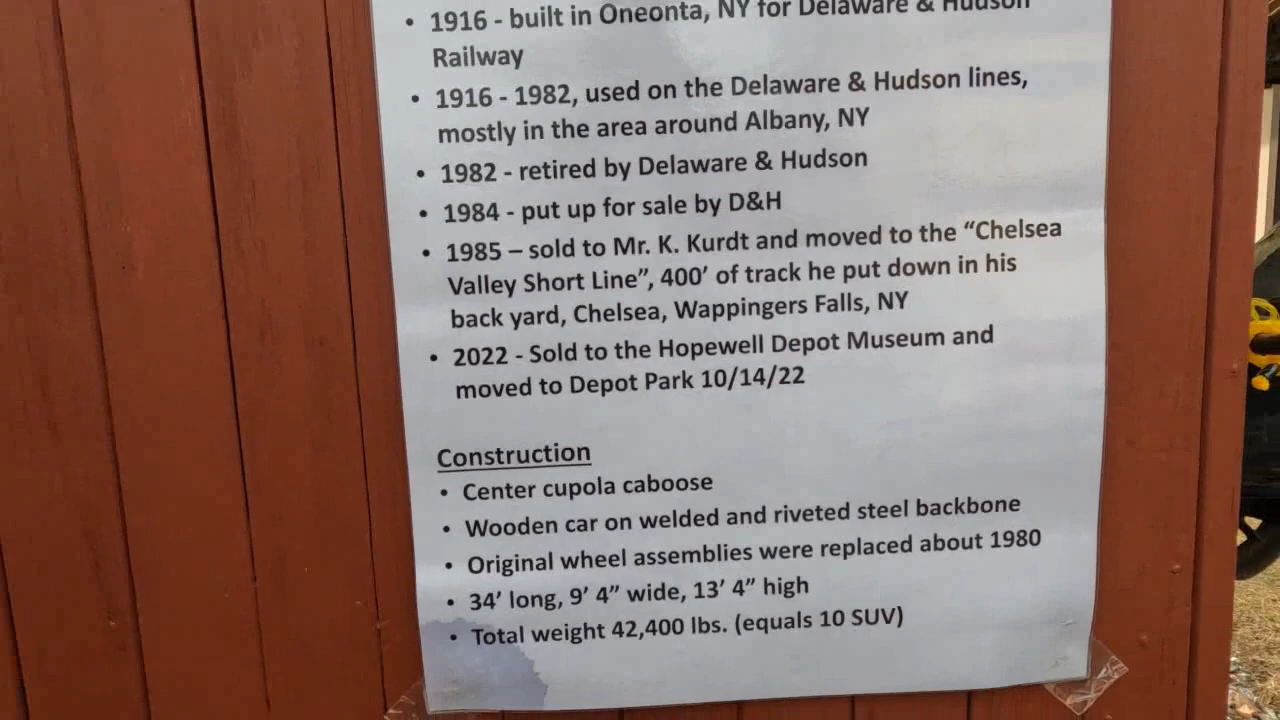 • 1916 - built in Oneonta, NY for Delaware & Hudson
Railway
• 1916 - 1982, used on the Delaware & Hudson lines,
mostly in the area around Albany, NY
• 1982 - retired by Delaware & Hudson
• 1984 - put up for sale by D&H
• 1985 – sold to Mr. K. Kurdt and moved to the “Chelsea
Valley Short Line”, 400’ of track he put down in his
back yard, Chelsea, Wappingers Falls, NY
• 2022 - Sold to the Hopewell Depot Museum and
moved to Depot Park 10/14/22
Construction
• Center cupola caboose
• Wooden car on welded and riveted steel backbone
• Original wheel assemblies were replaced about 1980
• 34’ long, 9’ 4” wide, 13’ 4” high
• Total weight 42,400 lbs. (equals 10 SUV)